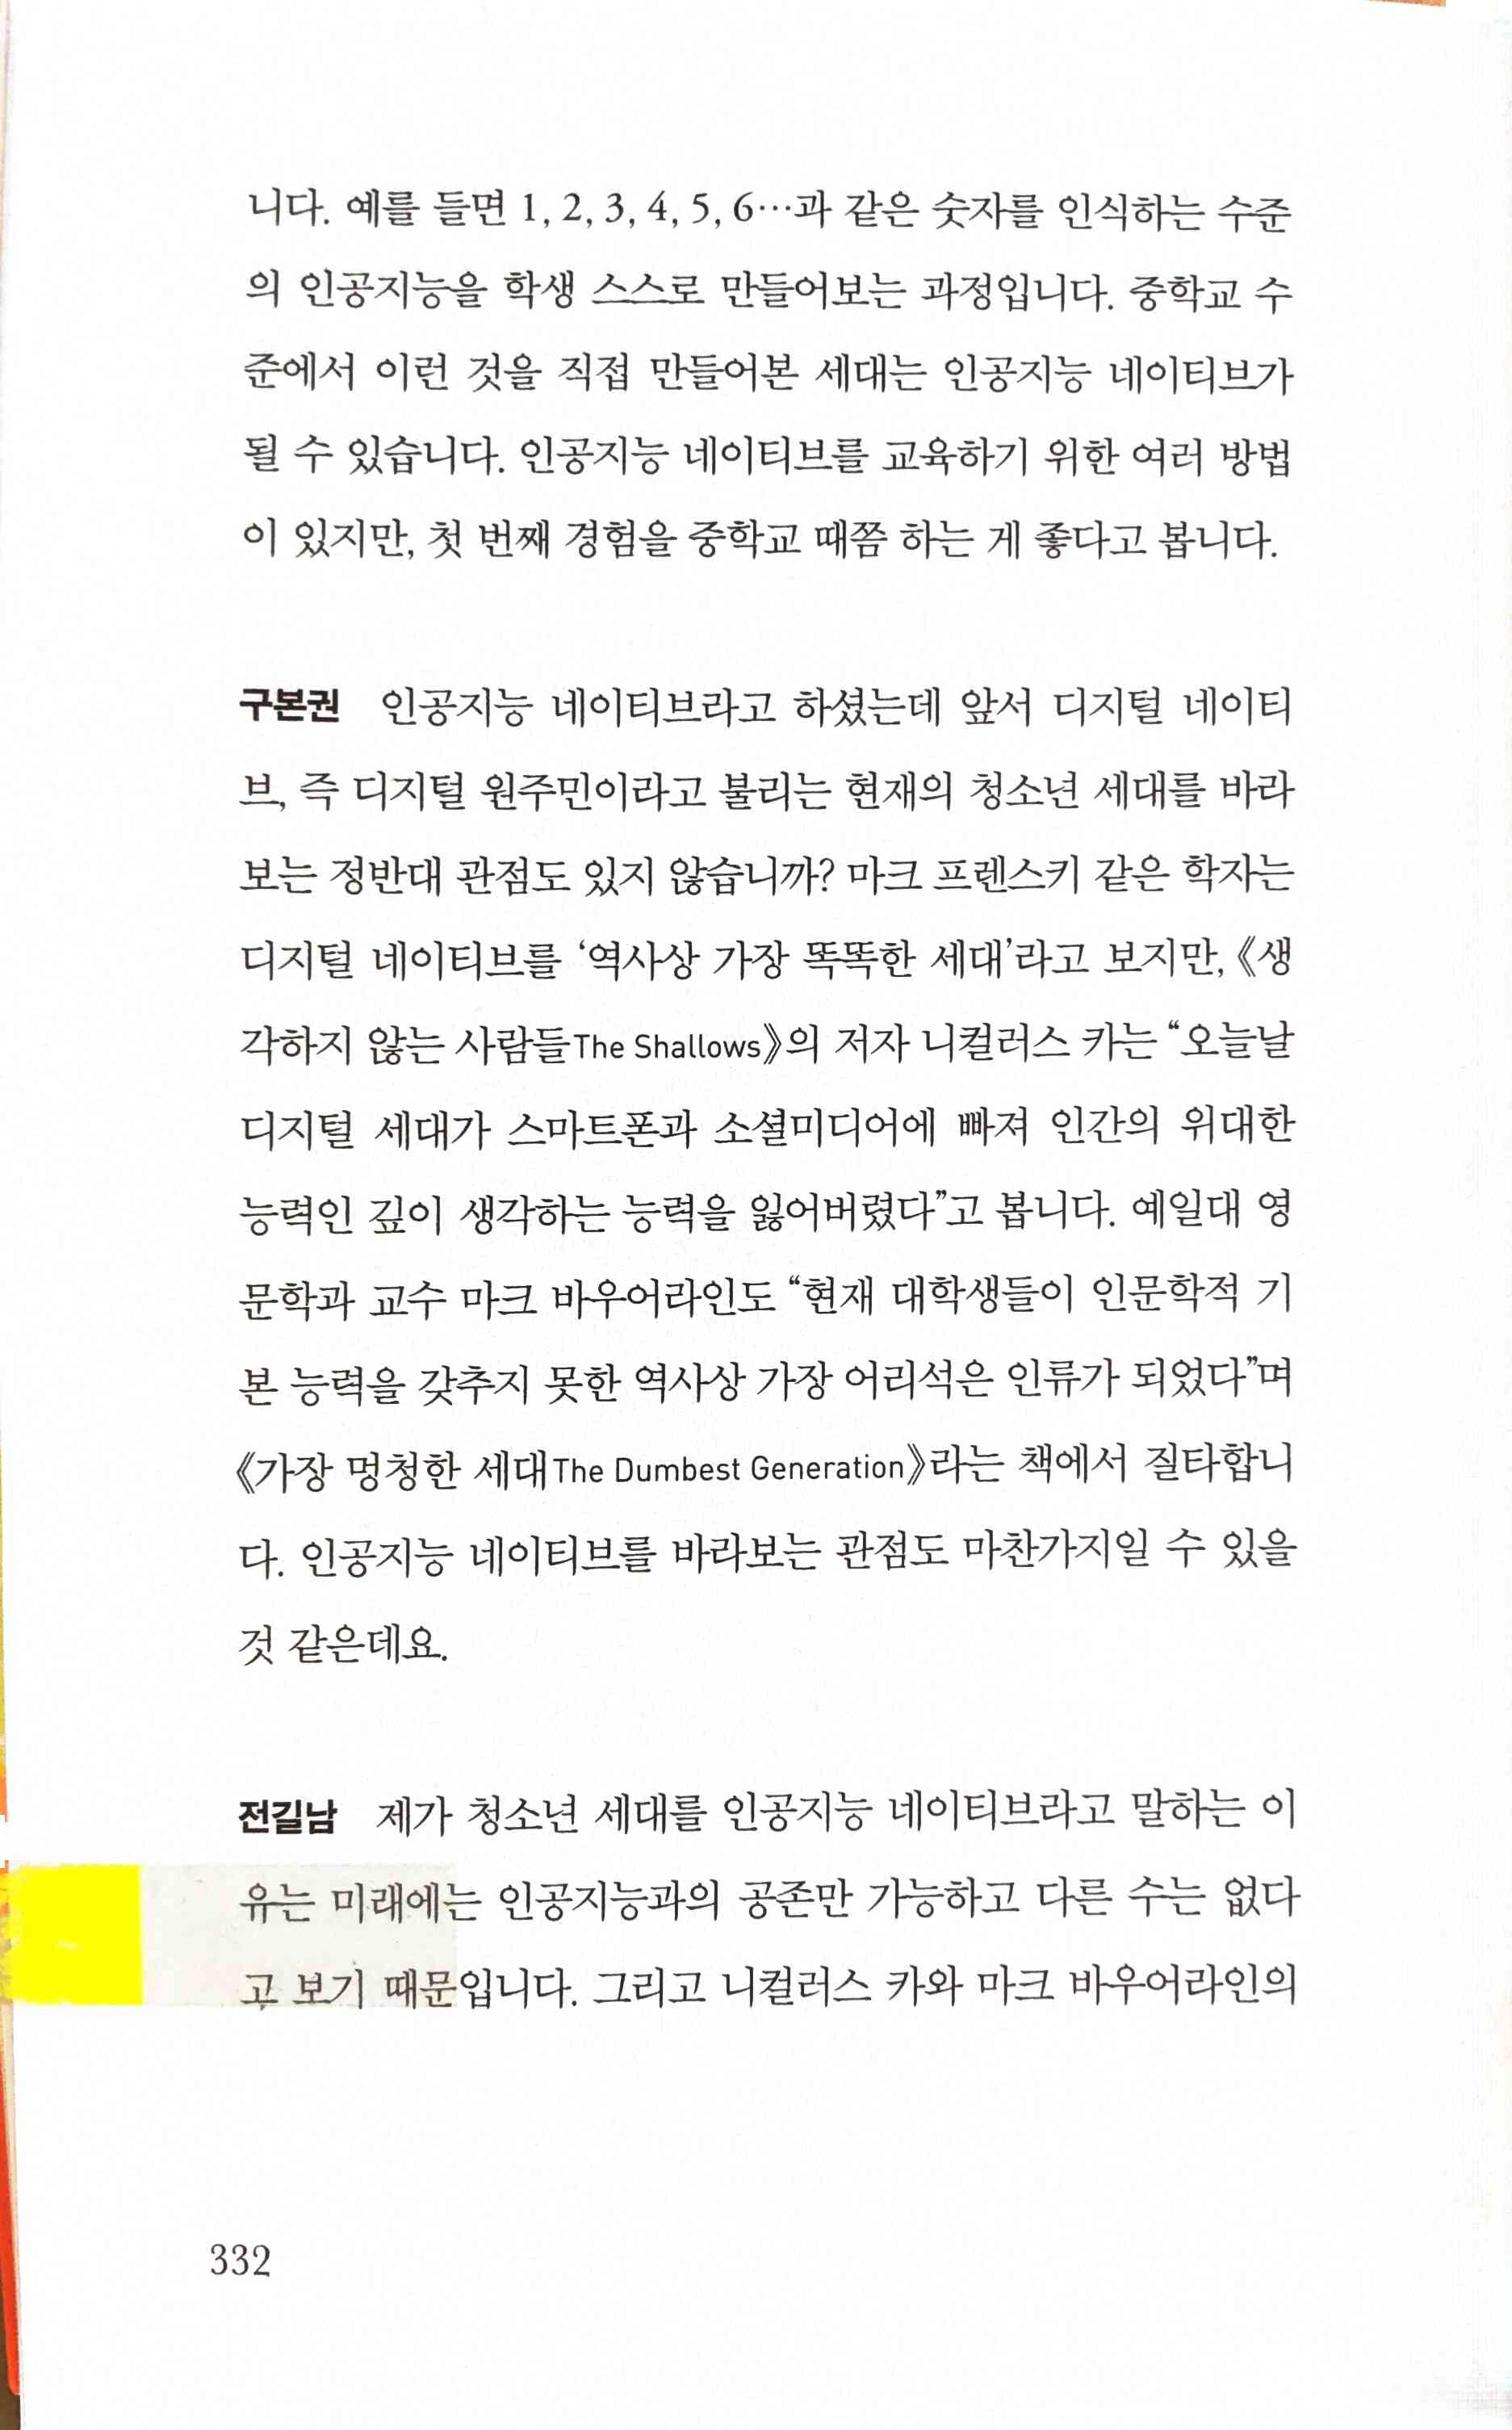 니다. 예를 들면 1, 2, 3, 4, 5, 6…과 같은 숫자를 인식하는 수준
의 인공지능을 학생 스스로 만들어보는 과정입니다. 중학교 수
준에서 이런 것을 직접 만들어본 세대는 인공지능 네이티브가
될 수 있습니다. 인공지능 네이티브를 교육하기 위한 여러 방법
이 있지만, 첫 번째 경험을 중학교 때쯤 하는 게 좋다고 봅니다.
구본권 인공지능 네이티브라고 하셨는데 앞서 디지털 네이티
브, 즉 디지털 원주민이라고 불리는 현재의 청소년 세대를 바라
보는 정반대 관점도 있지 않습니까? 마크 프렌스키 같은 학자는
디지털 네이티브를 ‘역사상 가장 똑똑한 세대’라고 보지만, 《생
각하지 않는 사람들The Shallows》의 저자 니컬러스 카는 “오늘날
디지털 세대가 스마트폰과 소셜미디어에 빠져 인간의 위대한
능력인 깊이 생각하는 능력을 잃어버렸다”고 봅니다. 예일대 영
문학과 교수 마크 바우어라인도 “현재 대학생들이 인문학적 기
본 능력을 갖추지 못한 역사상 가장 어리석은 인류가 되었다”며
《가장 멍청한 세대The Dumbest Generation》라는 책에서 질타합니
다. 인공지능 네이티브를 바라보는 관점도 마찬가지일 수 있을
것 같은데요.
전길남 제가 청소년 세대를 인공지능 네이티브라고 말하는 이
유는 미래에는 인공지능과의 공존만 가능하고 다른 수는 없다
고 보기 때문입니다. 그리고 니컬러스 카와 마크 바우어라인의
332